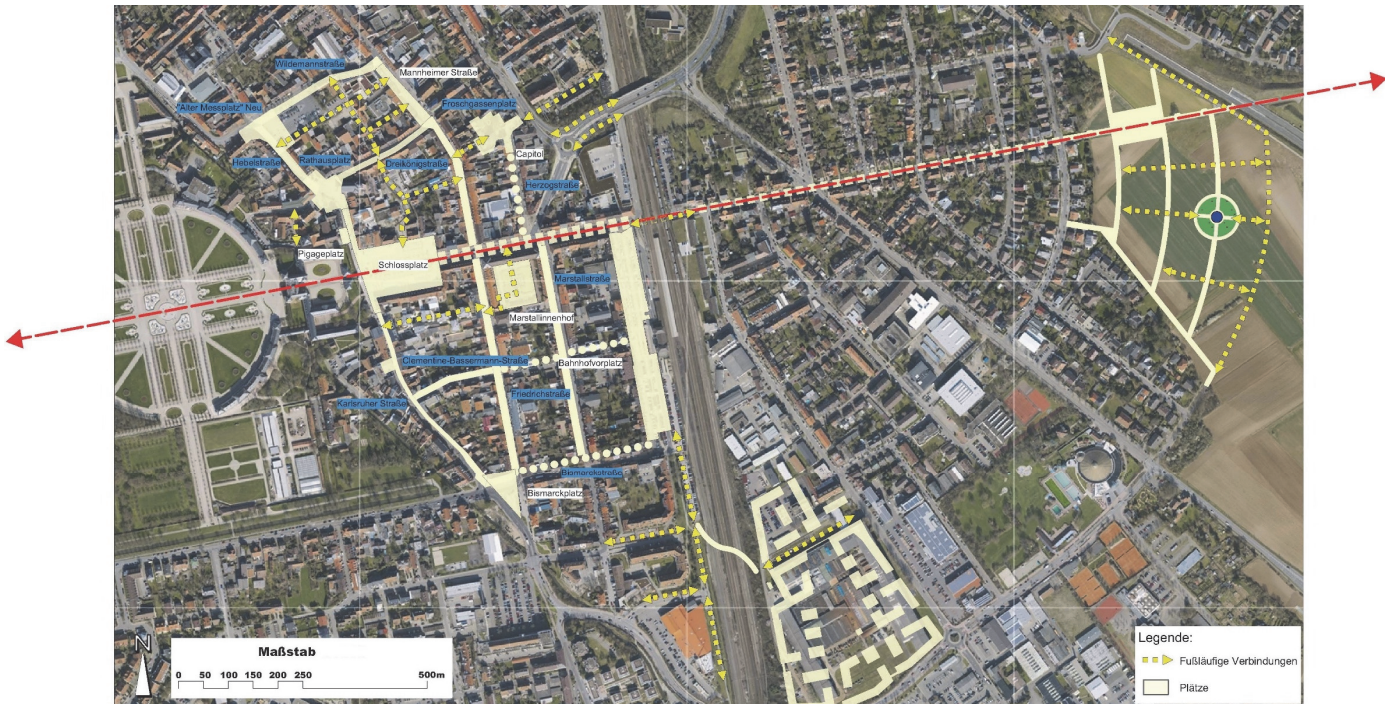 Wildemannstraße
Mannheimer Straße
"Alter Messplatz" Neu
Froschgassenplatz
Hebelstraße
Rathausplatz
Dreikönigstraße
Capitol
Herzogstraße
Pigageplatz
Schlossplatz
Marstallstraße
Marstallinnenhof
Clementine-Bassermann-Straße
Bahnhofvorplatz
Karlsruher Straße
Friedrichstraße
Bismarckstraße
Bismarckplatz
N
Maßstab
0 50 100 150 200 250 500m
Legende:
Fußläufige Verbindungen
Plätze